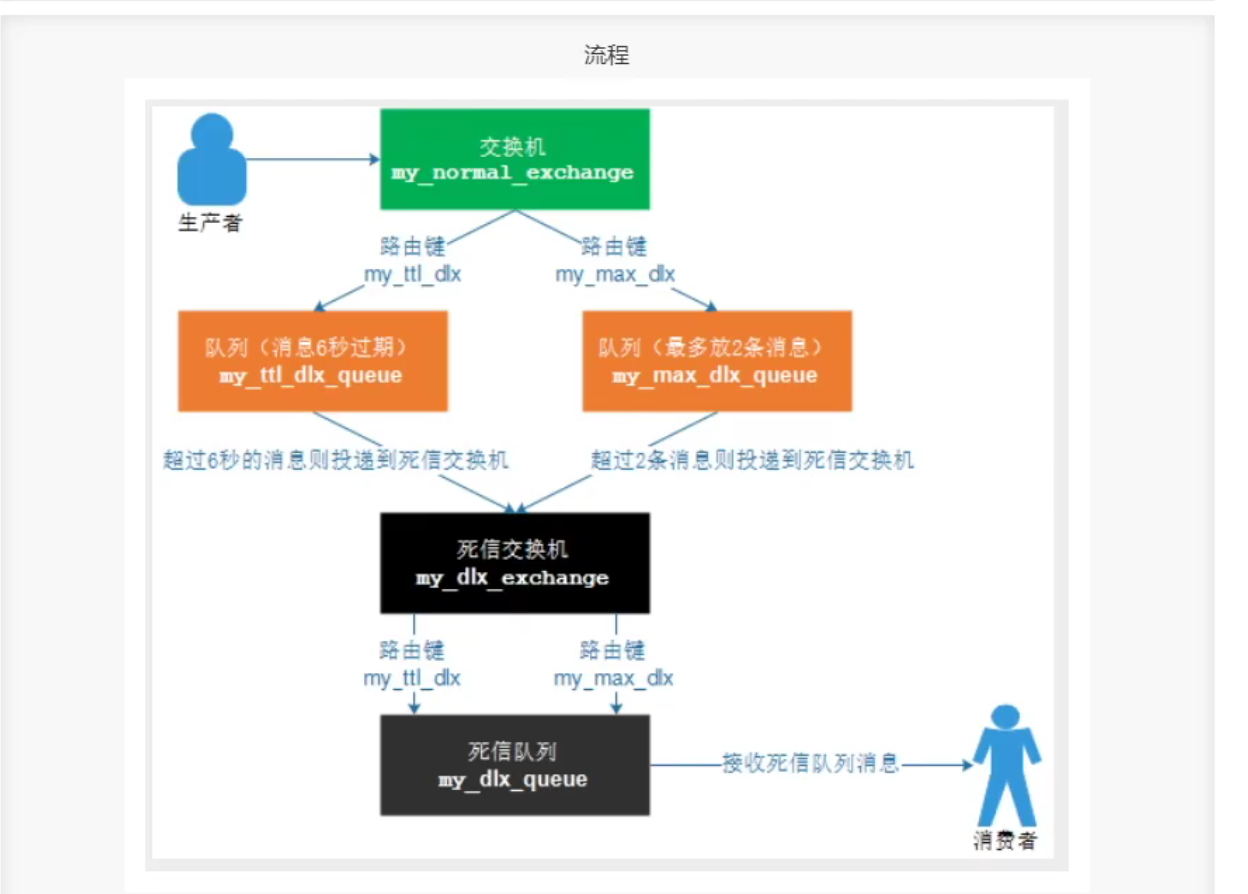 流程
交换机
my_normal_exchange
生产者
路由键
my_ttl_dlx
路由键
my_max_dlx
队列（消息6秒过期）
my_ttl_dlx_queue
队列（最多放2条消息）
my_max_dlx_queue
超过6秒的消息则投递到死信交换机
超过2条消息则投递到死信交换机
死信交换机
my_dlx_exchange
路由键
my_ttl_dlx
路由键
my_max_dlx
死信队列
my_dlx_queue
接收死信队列消息
消费者